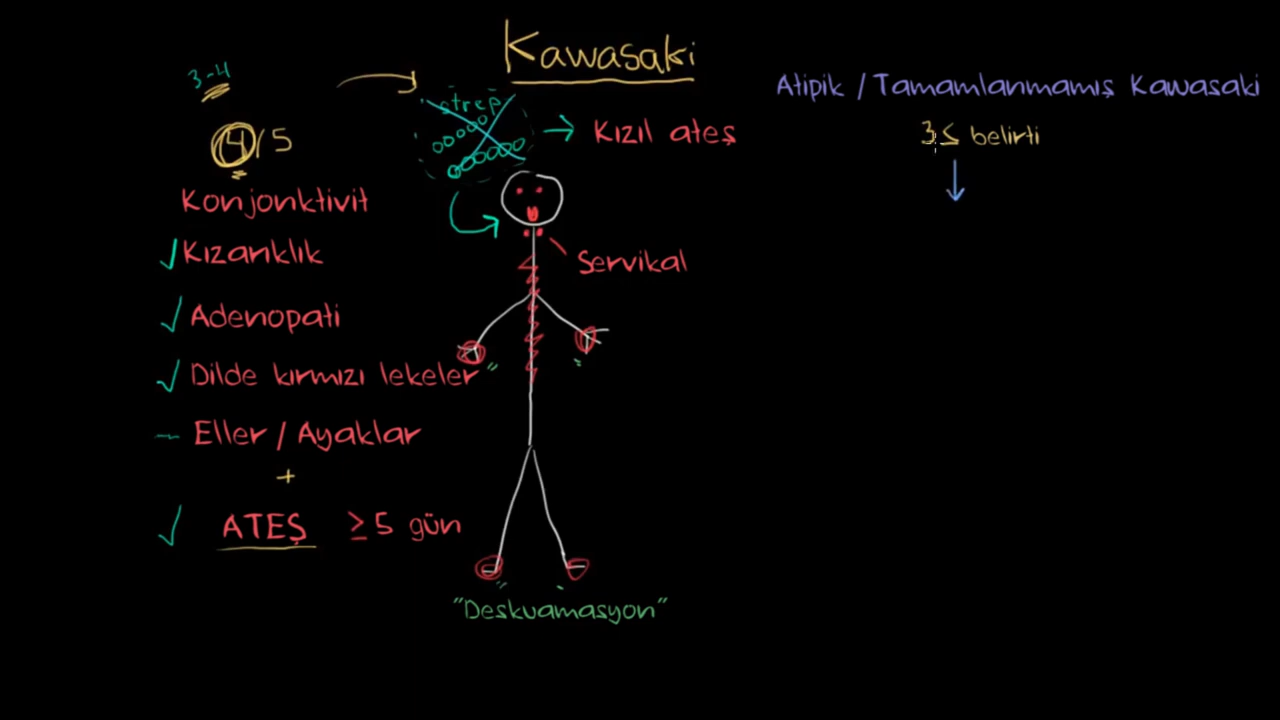 Kawasaki
3-4
4/5
Konjonktivit
✓ Kızarıklık
✓ Adenopati
✓ Dilde kırmızı lekeler
- Eller / Ayaklar
+
✓ ATEŞ ≥5 gün
strep
→ Kızıl ateş
Servikal
"Deskuamasyon"
Atipik / Tamamlanmamış Kawasaki
3≤ belirti